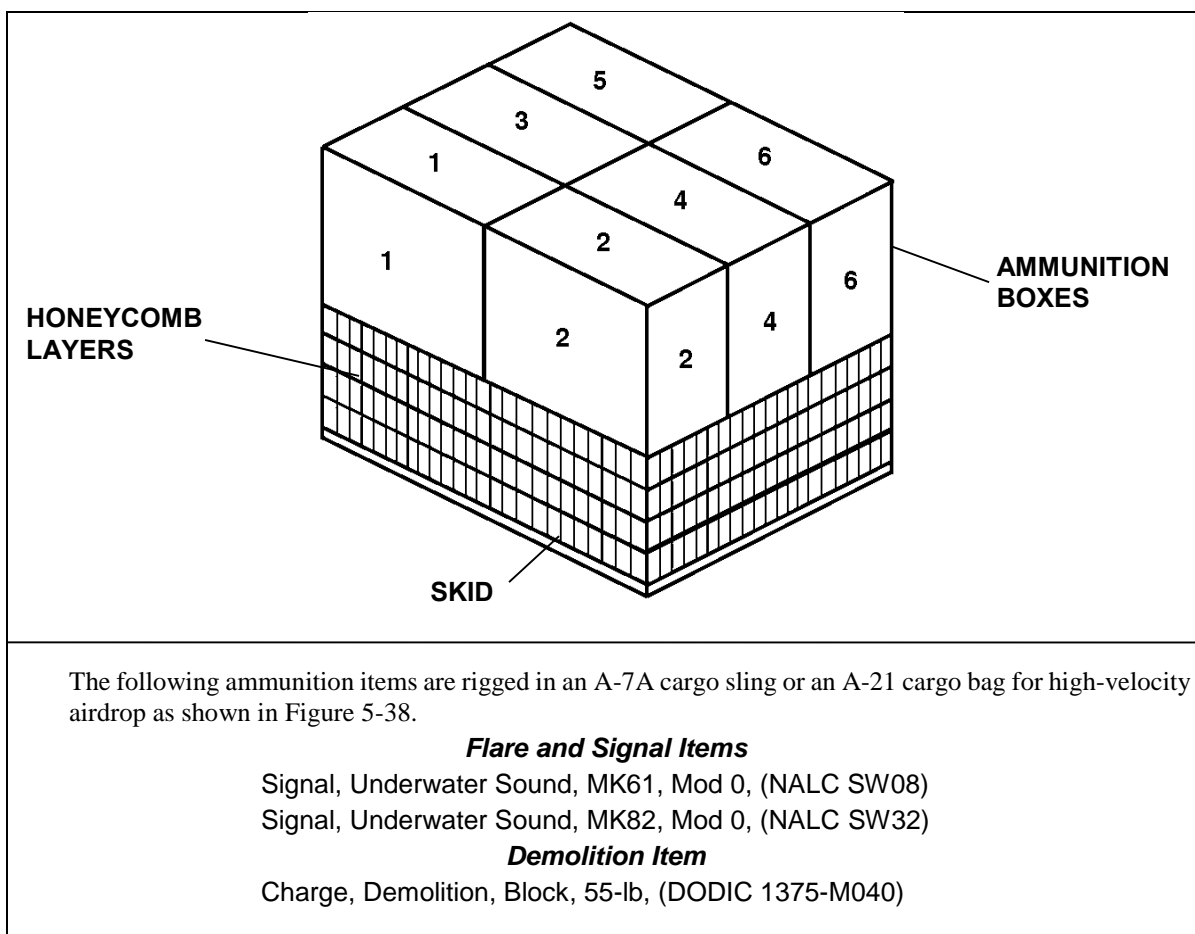 5
3
6
1
4
2
1
6
AMMUNITION
BOXES
HONEYCOMB
LAYERS
2
2
4
SKID
The following ammunition items are rigged in an A-7A cargo sling or an A-21 cargo bag for high-velocity
airdrop as shown in Figure 5-38.
Flare and Signal Items
Signal, Underwater Sound, MK61, Mod 0, (NALC SW08)
Signal, Underwater Sound, MK82, Mod 0, (NALC SW32)
Demolition Item
Charge, Demolition, Block, 55-lb, (DODIC 1375-M040)